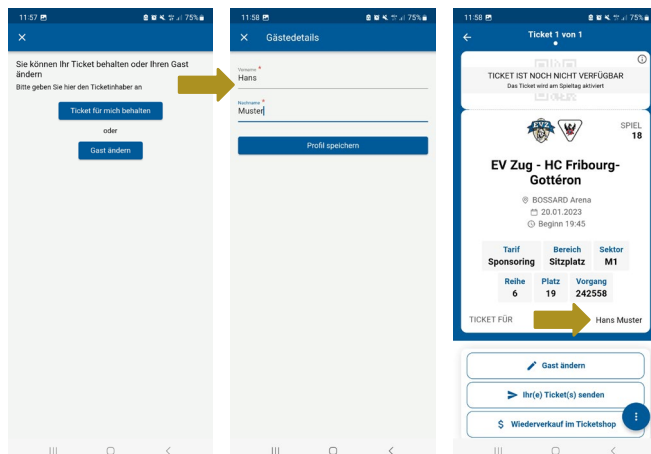 11:57
75%
Sie können Ihr Ticket behalten oder Ihren Gast
ändern
Bitte geben Sie hier den Ticketinhaber an
Ticket für mich behalten
oder
Gast ändern
11:58
75%
Gästedetails
Vorname *
Hans
Nachname *
Muster
Profil speichern
11:58
75%
Ticket 1 von 1
TICKET IST NOCH NICHT VERFÜGBAR
Das Ticket wird am Spieltag aktiviert
EVZ
SPIEL
18
EV Zug - HC Fribourg-
Gottéron
BOSSARD Arena
20.01.2023
Beginn 19:45
Tarif Bereich Sektor
Sponsoring Sitzplatz M1
Reihe Platz Vorgang
6 19 242558
TICKET FÜR Hans Muster
Gast ändern
Ihr(e) Ticket(s) senden
$ Wiederverkauf im Ticketshop